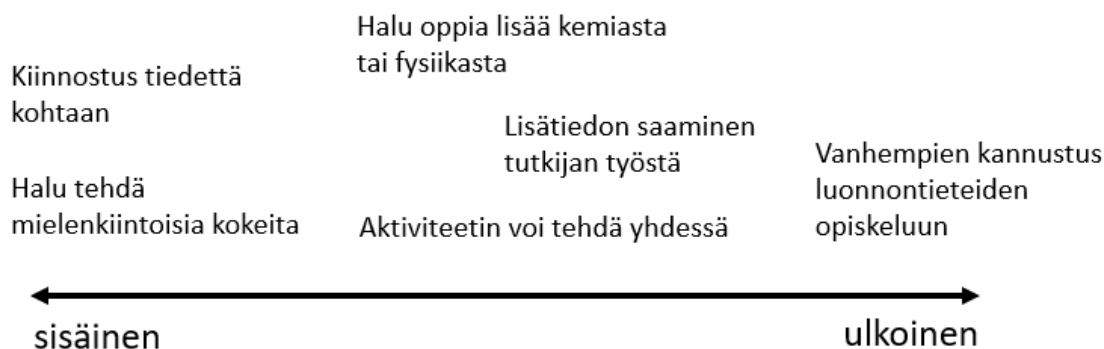 Halu oppia lisää kemiasta
tai fysiikasta
Kiinnostus tiedettä
kohtaan
Lisätiedon saaminen
tutkijan työstä
Vanhempien kannustus
luonnontieteiden
opiskeluun
Halu tehdä
mielenkiintoisia kokeita
Aktiviteetin voi tehdä yhdessä
sisäinen
ulkoinen